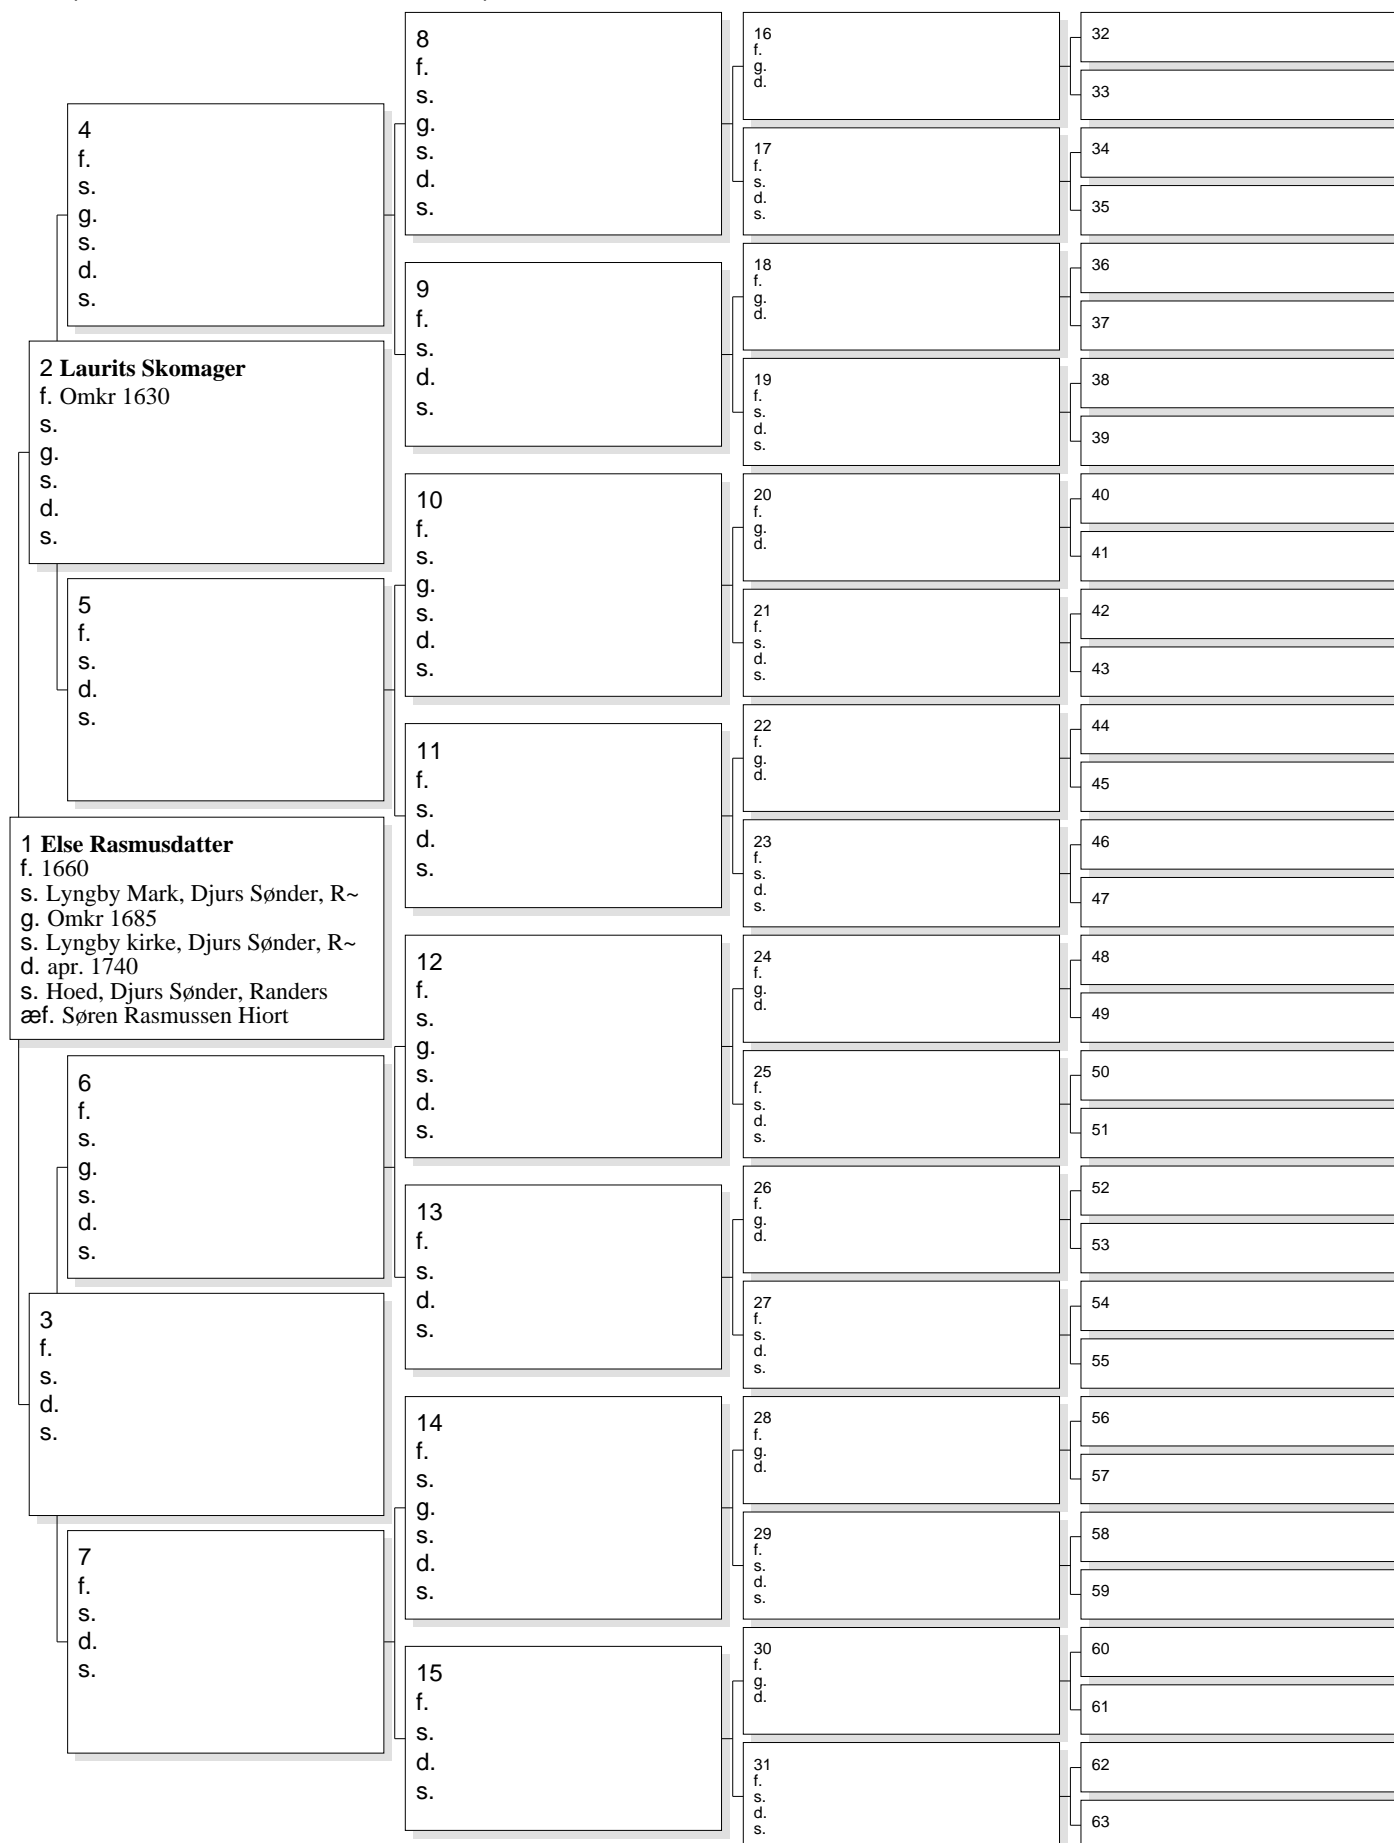 8
f.
s.
g.
s.
d.
s.
16
f.
g.
d.
32
33
4
f.
s.
g.
s.
d.
s.
17
f.
s.
d.
s.
34
35
9
f.
s.
d.
s.
18
f.
g.
d.
36
37
2 Laurits Skomager
f. Omkr 1630
s.
g.
s.
d.
s.
19
f.
s.
d.
s.
38
39
10
f.
s.
g.
s.
d.
s.
20
f.
g.
d.
40
41
5
f.
s.
d.
s.
21
f.
s.
d.
s.
42
43
11
f.
s.
d.
s.
22
f.
g.
d.
44
45
1 Else Rasmusdatter
f. 1660
s. Lyngby Mark, Djurs Sønder, R~
g. Omkr 1685
s. Lyngby kirke, Djurs Sønder, R~
d. apr. 1740
s. Hoed, Djurs Sønder, Randers
æf. Søren Rasmussen Hiort
23
f.
s.
d.
s.
46
47
12
f.
s.
g.
s.
d.
s.
24
f.
g.
d.
48
49
6
f.
s.
g.
s.
d.
s.
25
f.
s.
d.
s.
50
51
13
f.
s.
d.
s.
26
f.
g.
d.
52
53
3
f.
s.
d.
s.
27
f.
s.
d.
s.
54
55
14
f.
s.
g.
s.
d.
s.
28
f.
g.
d.
56
57
7
f.
s.
d.
s.
29
f.
s.
d.
s.
58
59
15
f.
s.
d.
s.
30
f.
g.
d.
60
61
31
f.
s.
d.
s.
62
63